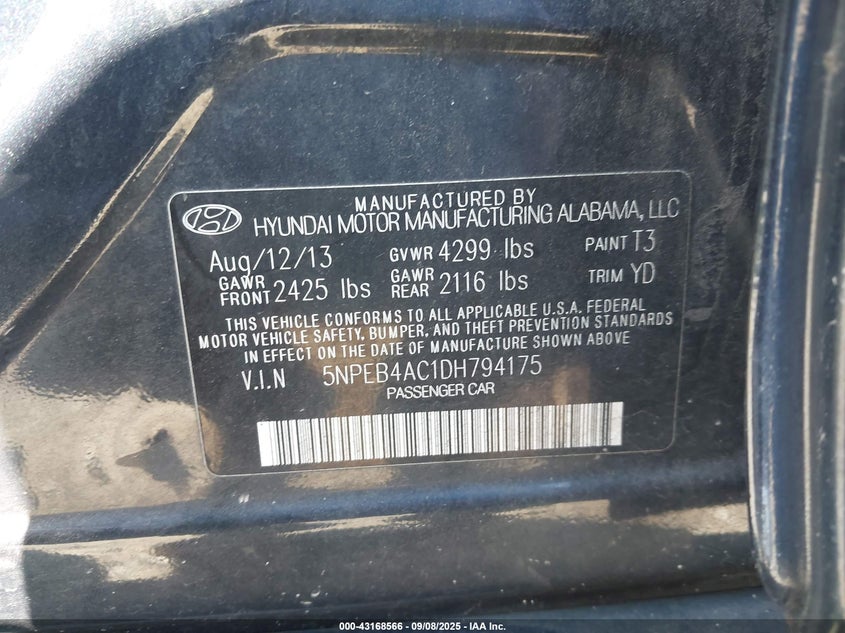 MANUFACTURED BY
HYUNDAI MOTOR MANUFACTURING ALABAMA, LLC
Aug/12/13 GVWR 4299 lbs PAINT T3
GAWR FRONT 2425 lbs GAWR REAR 2116 lbs TRIM YD
THIS VEHICLE CONFORMS TO ALL APPLICABLE U.S.A. FEDERAL
MOTOR VEHICLE SAFETY, BUMPER, AND THEFT PREVENTION STANDARDS
IN EFFECT ON THE DATE OF MANUFACTURE SHOWN ABOVE
V.I.N 5NPEB4AC1DH794175
PASSENGER CAR
000-43168566 - 09/08/2025 - IAA Inc.